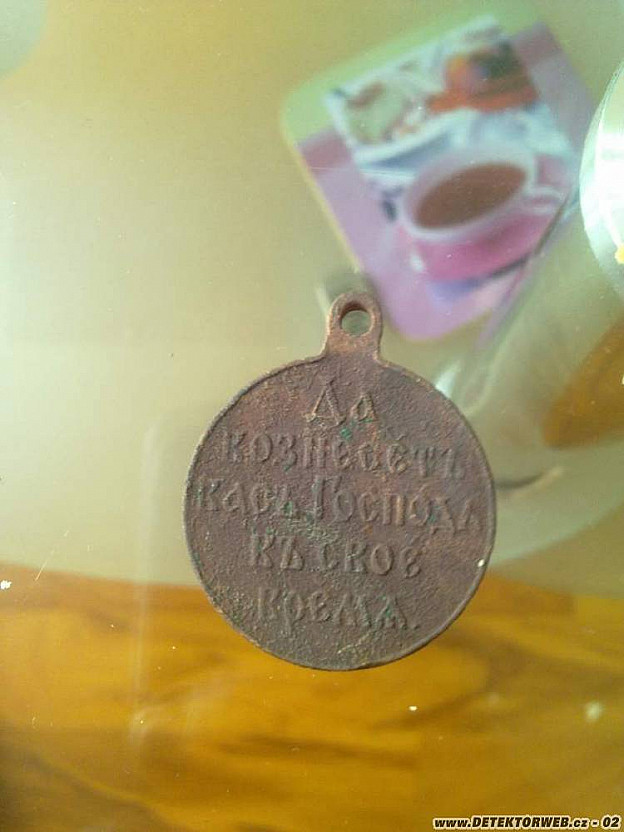 Да
вознесетъ
васъ Господь
въ свое
время.
www.DETEKTORWEB.cz - 02